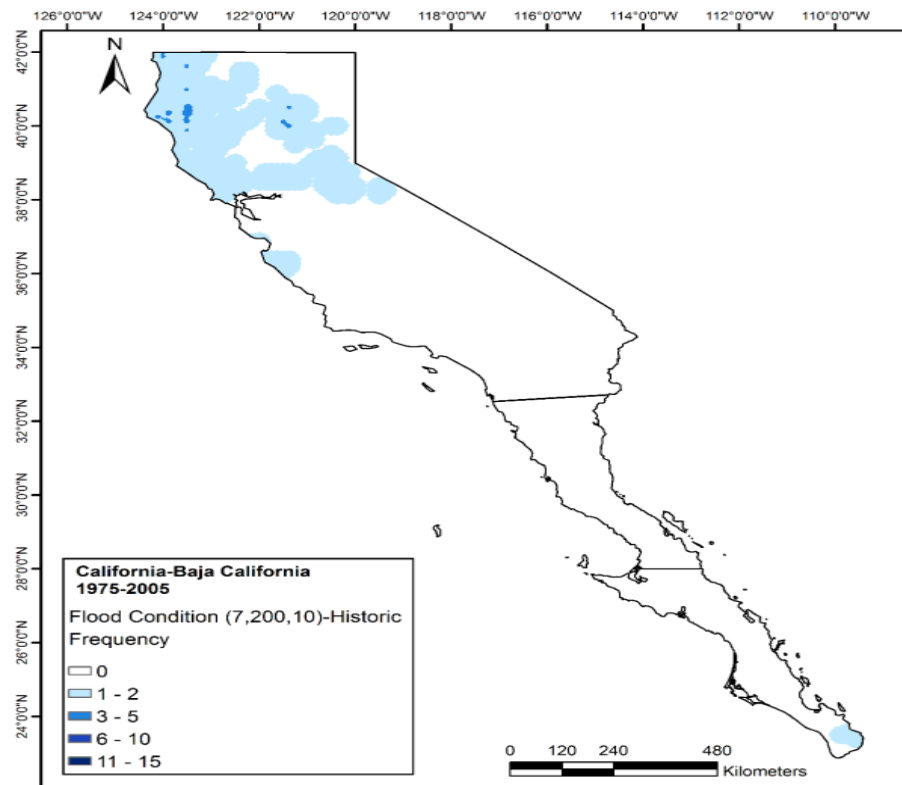 126°0'0"W 124°0'0"W 122°0'0"W 120°0'0"W 118°0'0"W 116°0'0"W 114°0'0"W 112°0'0"W 110°0'0"W
N
42°0'0"N
40°0'0"N
38°0'0"N
36°0'0"N
34°0'0"N
32°0'0"N
30°0'0"N
28°0'0"N
26°0'0"N
24°0'0"N
California-Baja California
1975-2005
Flood Condition (7,200,10)-Historic
Frequency
0
1 - 2
3 - 5
6 - 10
11 - 15
0 120 240 480
Kilometers